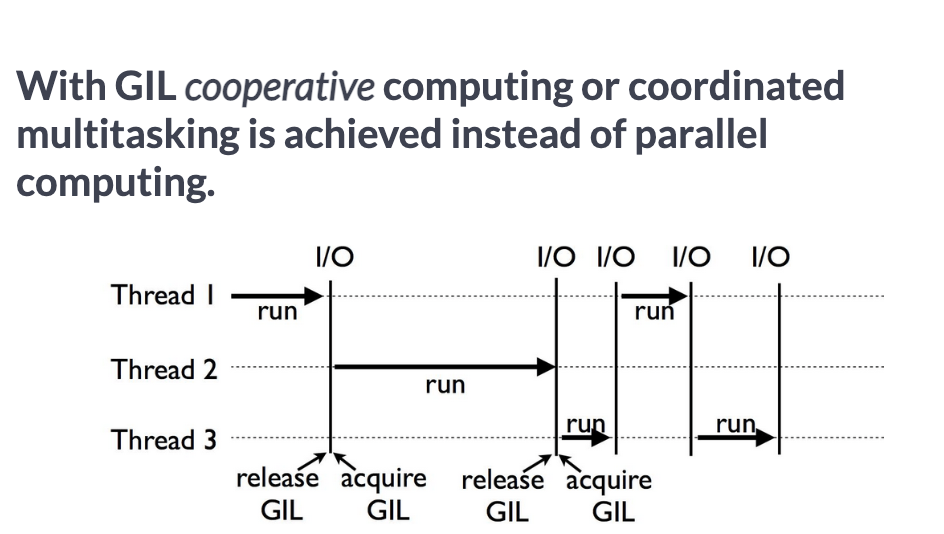 With GIL cooperative computing or coordinated
multitasking is achieved instead of parallel
computing.
I/O I/O I/O I/O I/O
Thread 1
run run
Thread 2
run
run run
Thread 3
release acquire release acquire
GIL GIL GIL GIL